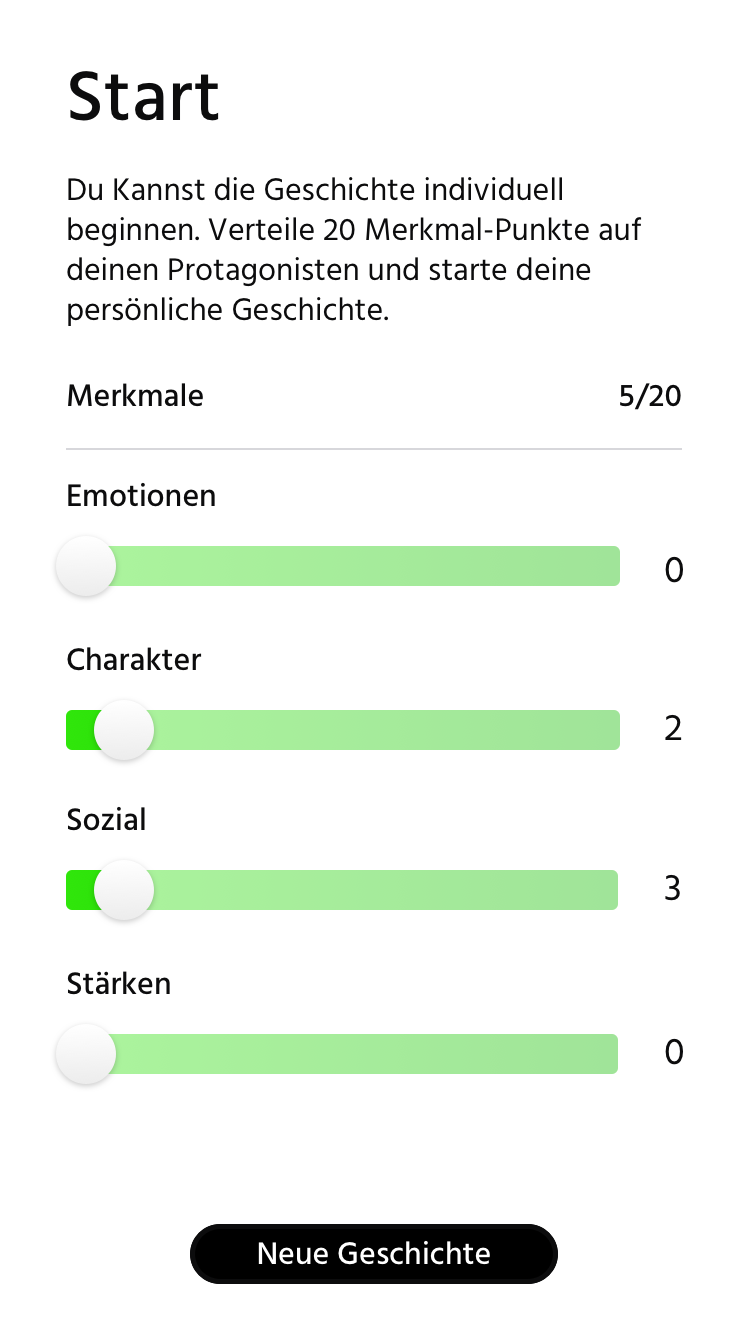 Start
Du Kannst die Geschichte individuell
beginnen. Verteile 20 Merkmal-Punkte auf
deinen Protagonisten und starte deine
persönliche Geschichte.
Merkmale 5/20
Emotionen
0
Charakter
2
Sozial
3
Stärken
0
Neue Geschichte